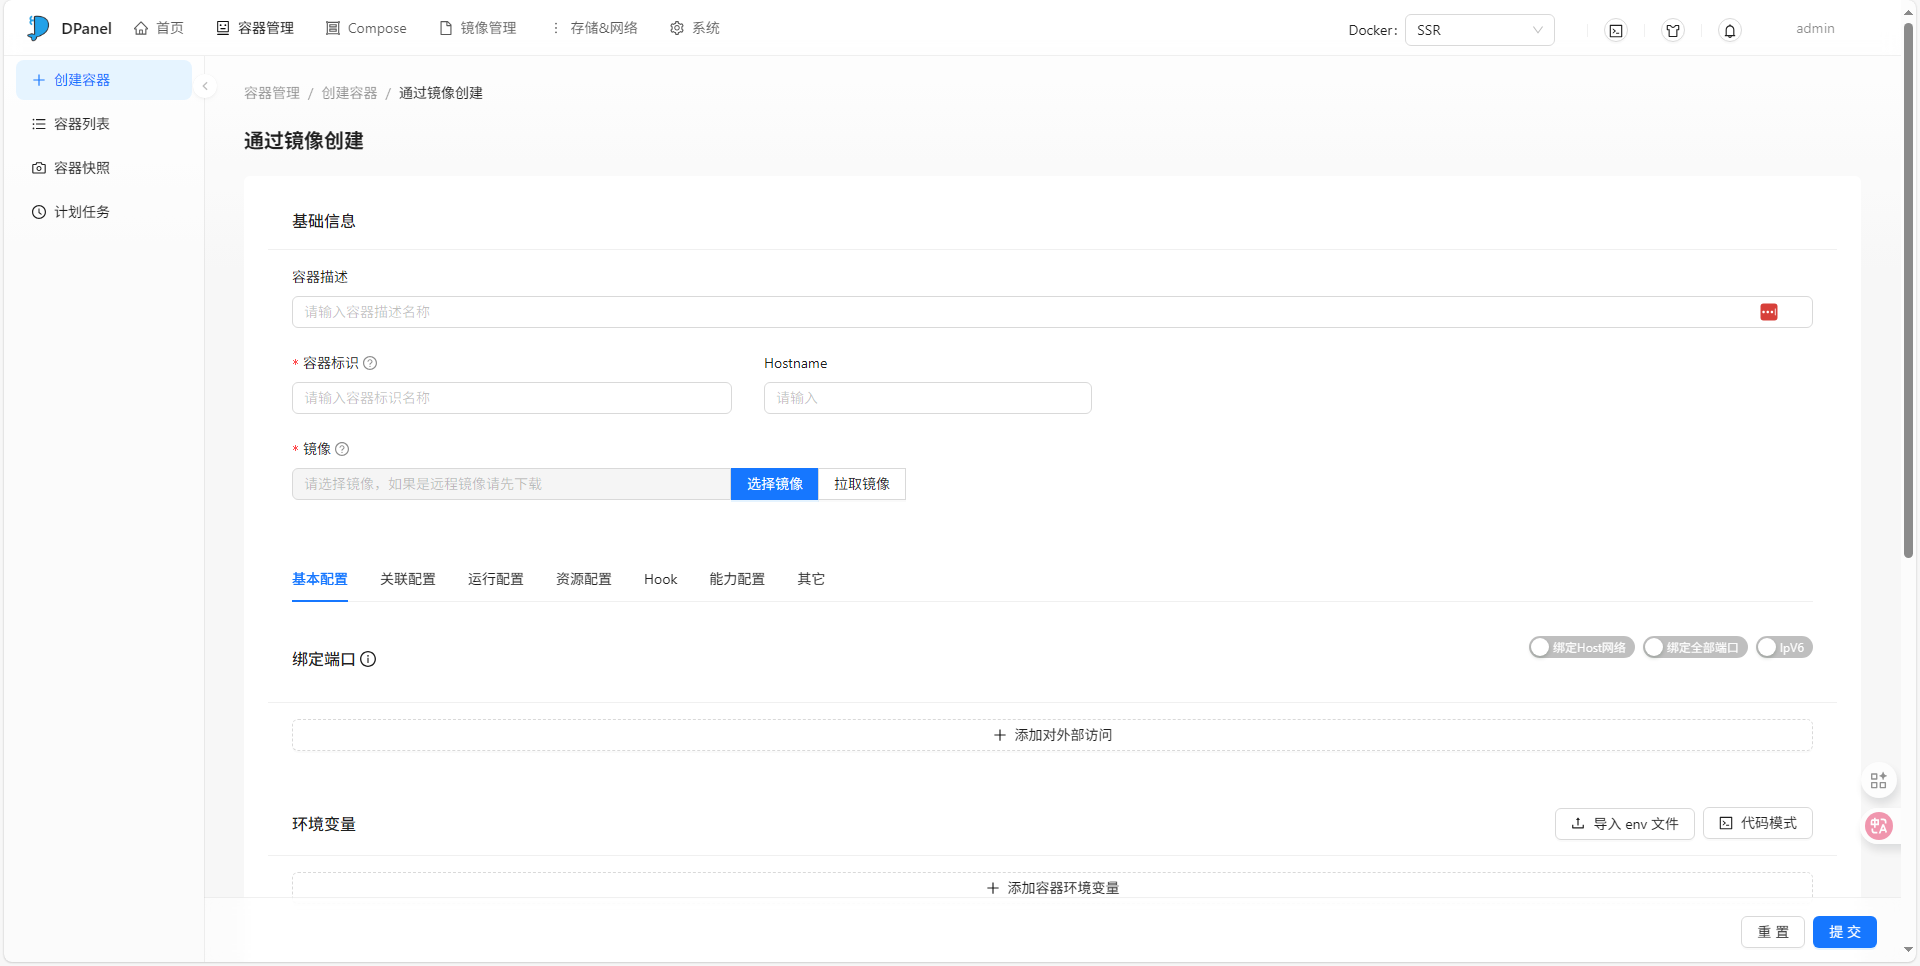 DPanel 首页 容器管理 Compose 镜像管理 存储&网络 系统 Docker: SSR admin
创建容器
容器列表
容器快照
计划任务
容器管理 / 创建容器 / 通过镜像创建
通过镜像创建
基础信息
容器描述
请输入容器描述名称
* 容器标识 Hostname
请输入容器标识名称 请输入
* 镜像
请选择镜像，如果是远程镜像请先下载 选择镜像 拉取镜像
基本配置 关联配置 运行配置 资源配置 Hook 能力配置 其它
绑定端口 绑定Host网络 绑定全部端口 IpV6
添加对外部访问
环境变量 导入 env 文件 代码模式
添加容器环境变量
重 置 提 交